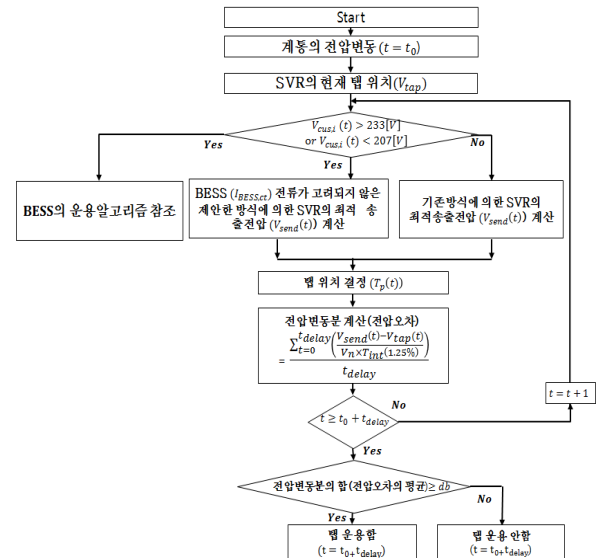 Start
계통의 전압변동 (t = t₀)
SVR의 현재 탭 위치(V_tap)
V_cus,i (t) > 233[V]
or V_cus,i (t) < 207[V]
Yes
No
Yes
BESS의 운용알고리즘 참조
BESS (I_BESS,ct) 전류가 고려되지 않은
제안한 방식에 의한 SVR의 최적 송
출전압 (V_send(t)) 계산
기존방식에 의한 SVR의
최적송출전압 (V_send(t)) 계산
탭 위치 결정 (T_p(t))
전압변동분 계산(전압오차)
= ∑_{t=0}^{t_delay}((V_send(t)−V_tap(t))/(V_n×T_int(1.25%)))/t_delay
t = t + 1
No
t ≥ t₀ + t_delay
Yes
전압변동분의 합(전압오차의 평균)≥ db
No
Yes
탭 운용함
(t = t₀₊t_delay)
탭 운용 안함
(t = t₀₊t_delay)